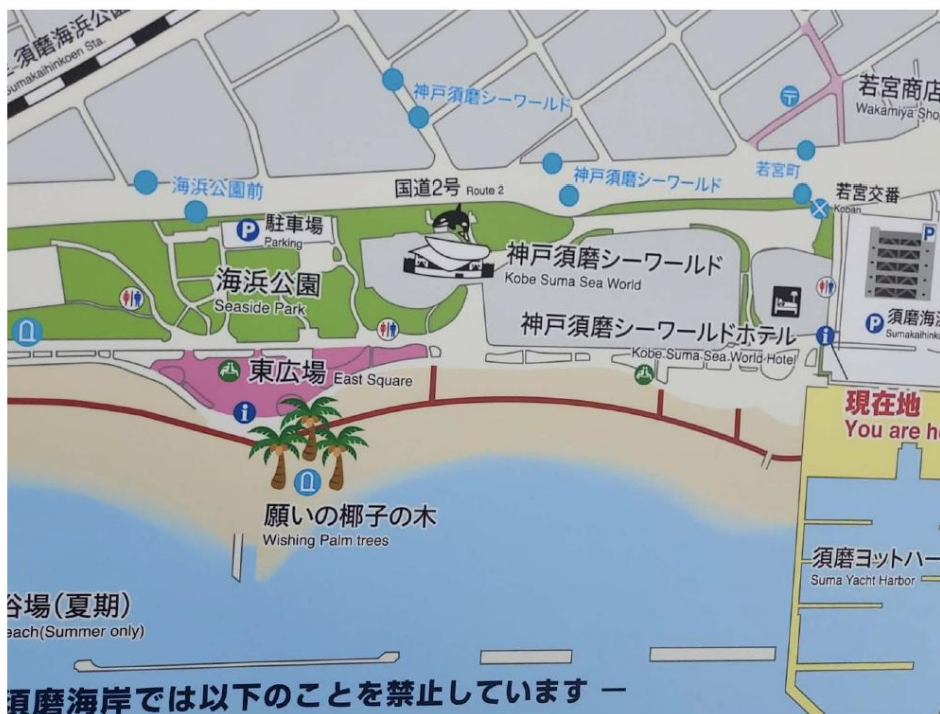 須磨海浜公園
Sumakaihinkoen Sta.
神戸須磨シーワールド
若宮商店
Wakamiya Sho
海浜公園前
国道2号 Route 2
神戸須磨シーワールド
若宮町
若宮交番
Koban
P 駐車場
Parking
P
神戸須磨シーワールド
Kobe Suma Sea World
海浜公園
Seaside Park
P 須磨海
Sumakaihink
神戸須磨シーワールドホテル
Kobe Suma Sea World Hotel
i
東広場 East Square
i
現在地
You are he
願いの椰子の木
Wishing Palm trees
須磨ヨットハー
Suma Yacht Harbor
谷場(夏期)
each(Summer only)
須磨海岸では以下のことを禁止しています ー